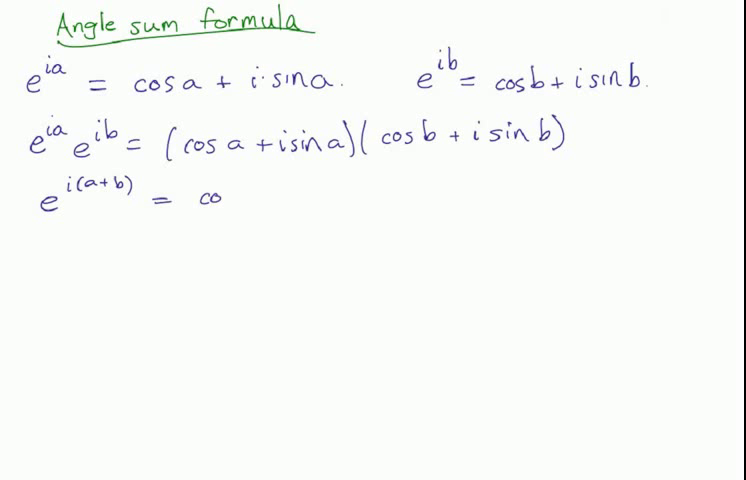 Angle sum formula
e^{ia} = cos a + i·sin a. e^{ib} = cos b + i sin b.
e^{ia} e^{ib} = (cos a + i sin a)(cos b + i sin b)
e^{i(a+b)} = co